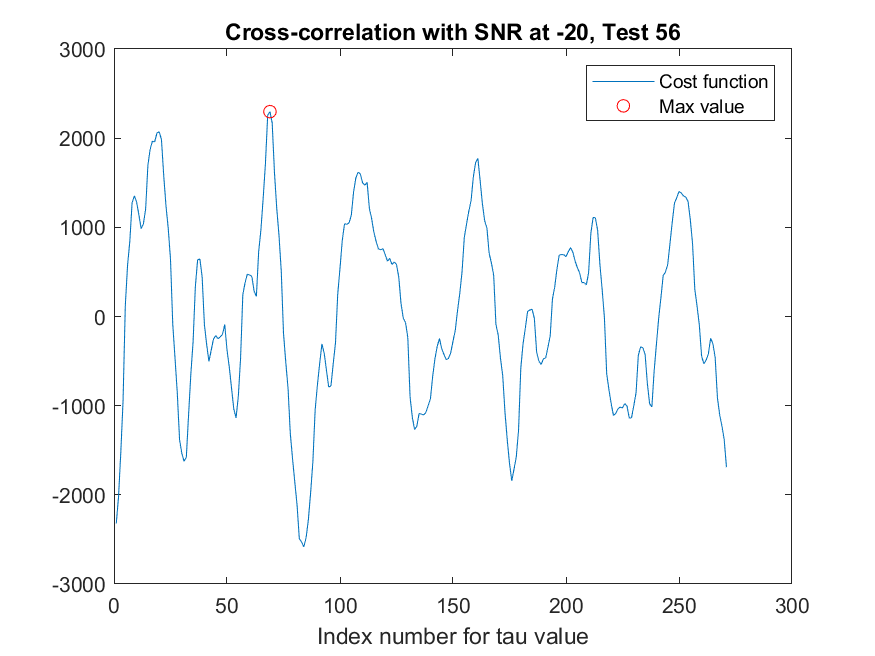 Cross-correlation with SNR at -20, Test 56
3000
2000
1000
0
-1000
-2000
-3000
Cost function
Max value
0 50 100 150 200 250 300
Index number for tau value